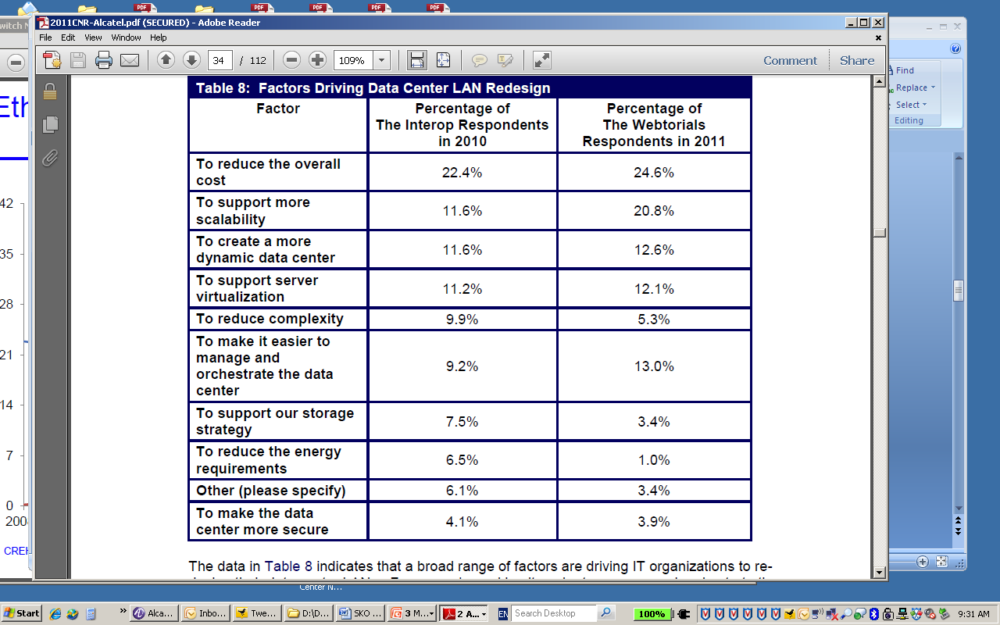 PDF PDF PDF PDF PDF
2011CNR-Alcatel.pdf (SECURED) - Adobe Reader
witch N
File Edit View Window Help
34 / 112 109% Comment Share
Find
Replace
Select
Editing
Eth
42
35
28
21
14
7
0
200
CREH
Table 8: Factors Driving Data Center LAN Redesign
Factor
Percentage of
The Interop Respondents
in 2010
Percentage of
The Webtorials
Respondents in 2011
To reduce the overall
cost
22.4% 24.6%
To support more
scalability
11.6% 20.8%
To create a more
dynamic data center
11.6% 12.6%
To support server
virtualization
11.2% 12.1%
To reduce complexity 9.9% 5.3%
To make it easier to
manage and
orchestrate the data
center
9.2% 13.0%
To support our storage
strategy
7.5% 3.4%
To reduce the energy
requirements
6.5% 1.0%
Other (please specify) 6.1% 3.4%
To make the data
center more secure
4.1% 3.9%
The data in Table 8 indicates that a broad range of factors are driving IT organizations to re-
Center N...
Start » Alca... Inbo... Twe... D:\D... SKO ... 3 M... 2 A... EN Search Desktop 100% 9:31 AM